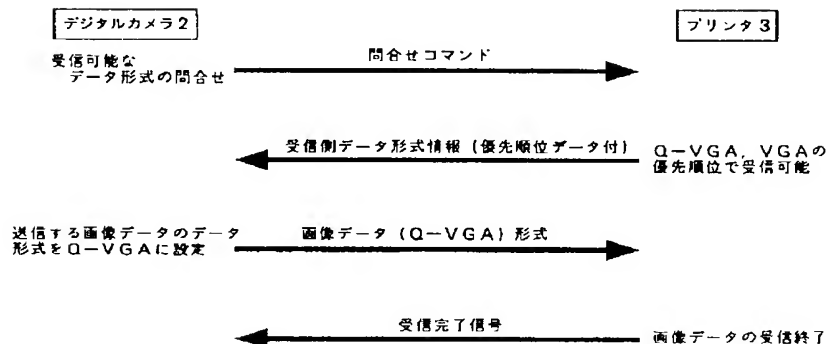 デジタルカメラ2
プリンタ3
受信可能な
データ形式の問合せ
問合せコマンド
受信側データ形式情報（優先順位データ付）
Q－VGA，VGAの
優先順位で受信可能
送信する画像データのデータ
形式をQ－VGAに設定
画像データ（Q－VGA）形式
受信完了信号
画像データの受信終了